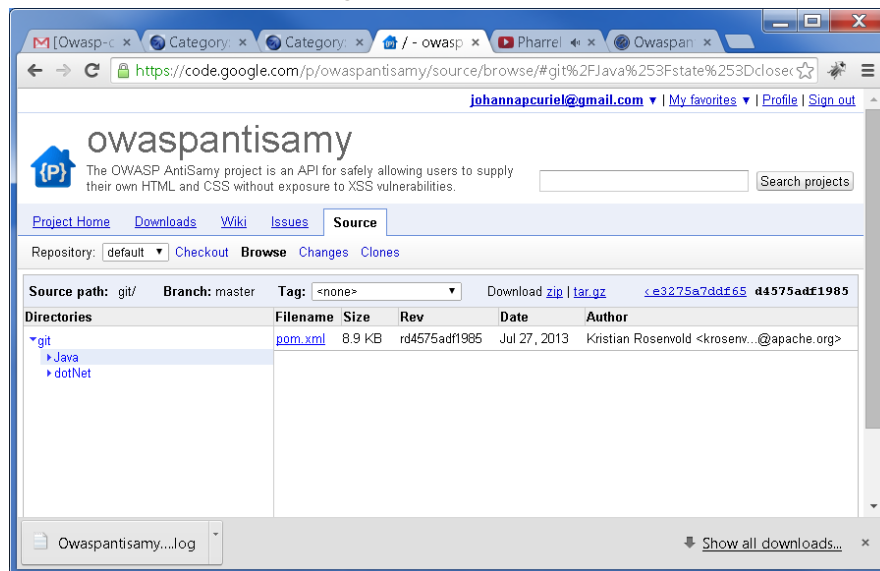 [Owasp-c
Category:
Category:
/ - owasp
Pharrel
Owaspan
https://code.google.com/p/owaspantisamy/source/browse/#git%2FJava%253Fstate%253Dclosed
johannapcuriel@gmail.com ▼ | My favorites ▼ | Profile | Sign out
{P}
owaspantisamy
The OWASP AntiSamy project is an API for safely allowing users to supply
their own HTML and CSS without exposure to XSS vulnerabilities.
Search projects
Project Home Downloads Wiki Issues Source
Repository: default ▼ Checkout Browse Changes Clones
Source path: git/ Branch: master Tag: <none> ▼ Download zip | tar.gz ‹e3275a7ddf65 d4575adf1985
Directories Filename Size Rev Date Author
git pom.xml 8.9 KB rd4575adf1985 Jul 27, 2013 Kristian Rosenvold <krosenv...@apache.org>
Java
dotNet
Owaspantisamy....log Show all downloads...